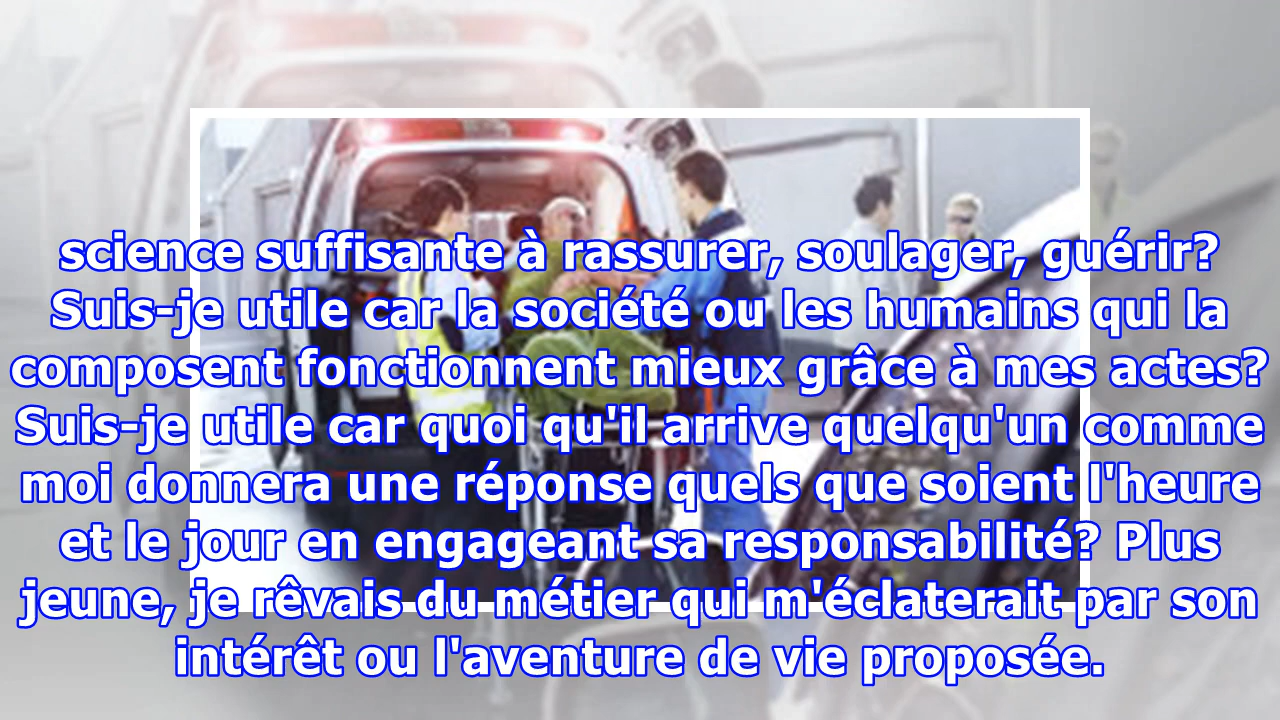 science suffisante à rassurer, soulager, guérir?
Suis-je utile car la société ou les humains qui la
composent fonctionnent mieux grâce à mes actes?
Suis-je utile car quoi qu'il arrive quelqu'un comme
moi donnera une réponse quels que soient l'heure
et le jour en engageant sa responsabilité? Plus
jeune, je rêvais du métier qui m'éclaterait par son
intérêt ou l'aventure de vie proposée.